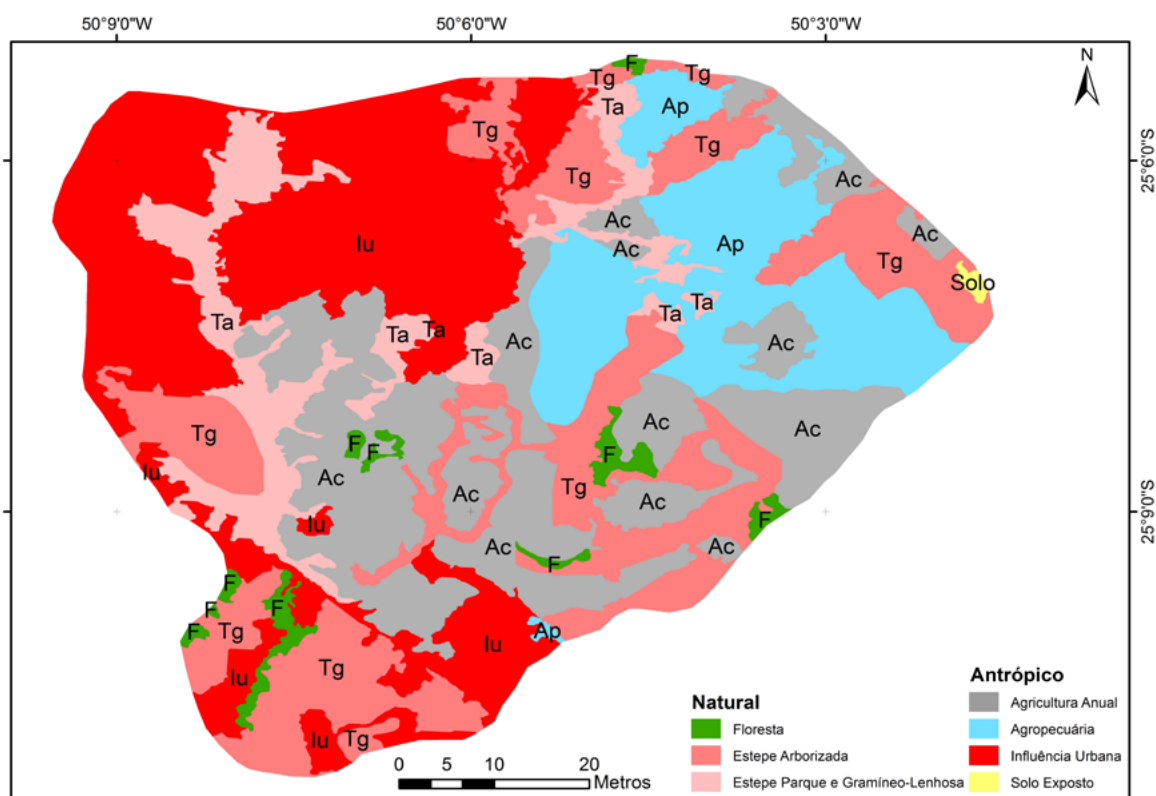 50°9'0"W 50°6'0"W 50°3'0"W
N
F
Tg Tg
Ta Ap
Tg
Tg
25°6'0"S
Tg
Ac
Ac
Ac
Iu Ac Ap
Tg
Solo
Ta
Ta
Ta Ta Ta
Ac Ac
Ta
Ac
Tg
F F
Ac
F
Iu
Ac
Tg
Ac
Ac
25°9'0"S
Iu
F
Ac
Ac
F
F
F
F
F
Tg
Ap
Iu
Tg
Iu
Iu
Tg
Natural
Floresta
Estepe Arborizada
Estepe Parque e Gramíneo-Lenhosa
Antrópico
Agricultura Anual
Agropecuária
Influência Urbana
Solo Exposto
0 5 10 20
Metros